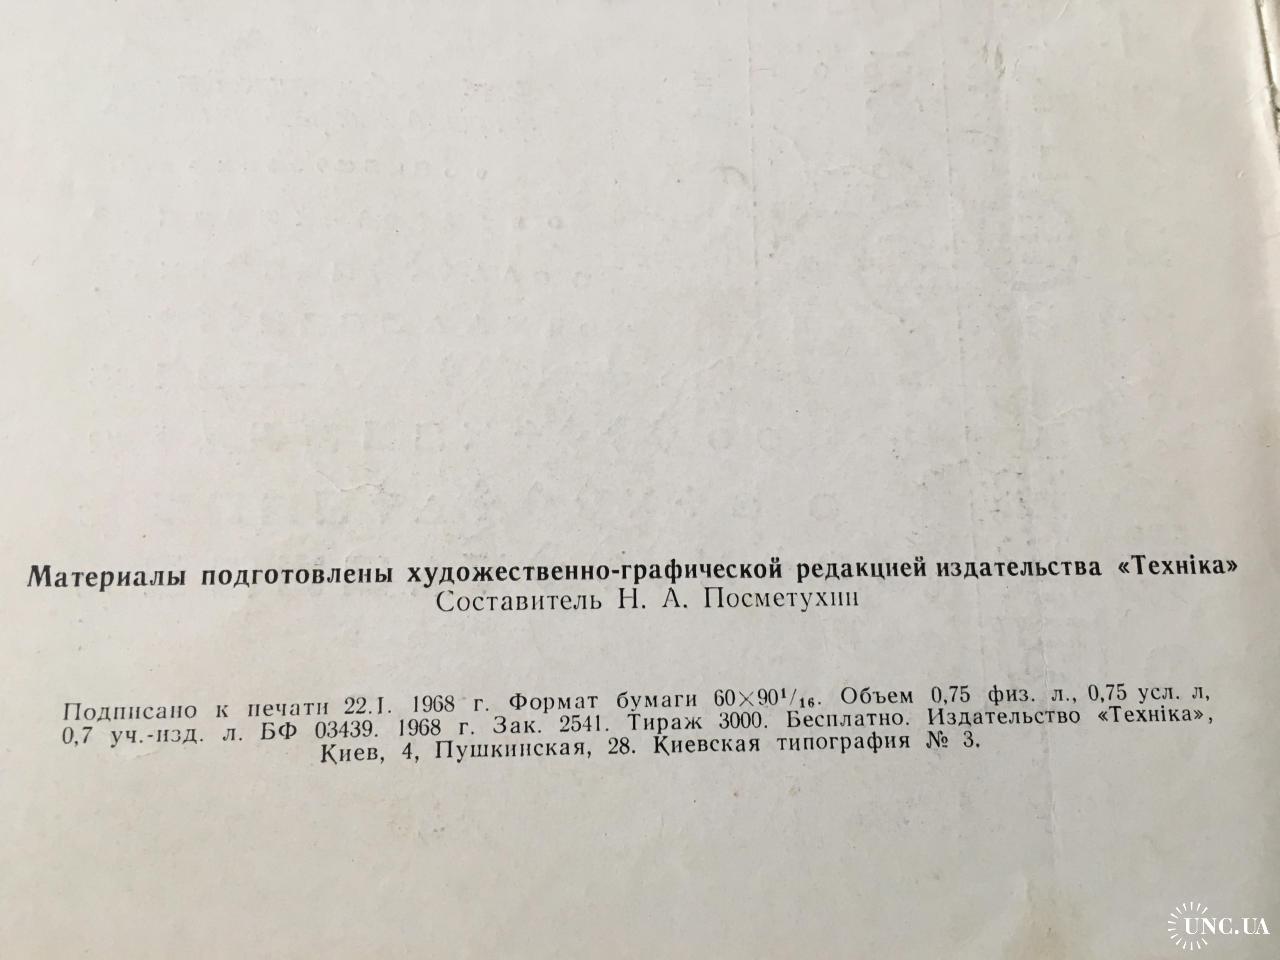 Материалы подготовлены художественно-графической редакцией издательства «Техніка»
Составитель Н. А. Посметухин
Подписано к печати 22.I. 1968 г. Формат бумаги 60×90¹/₁₆. Объем 0,75 физ. л., 0,75 усл. л,
0,7 уч.-изд. л. БФ 03439. 1968 г. Зак. 2541. Тираж 3000. Бесплатно. Издательство «Техніка»,
Киев, 4, Пушкинская, 28. Киевская типография № 3.
UNC.UA